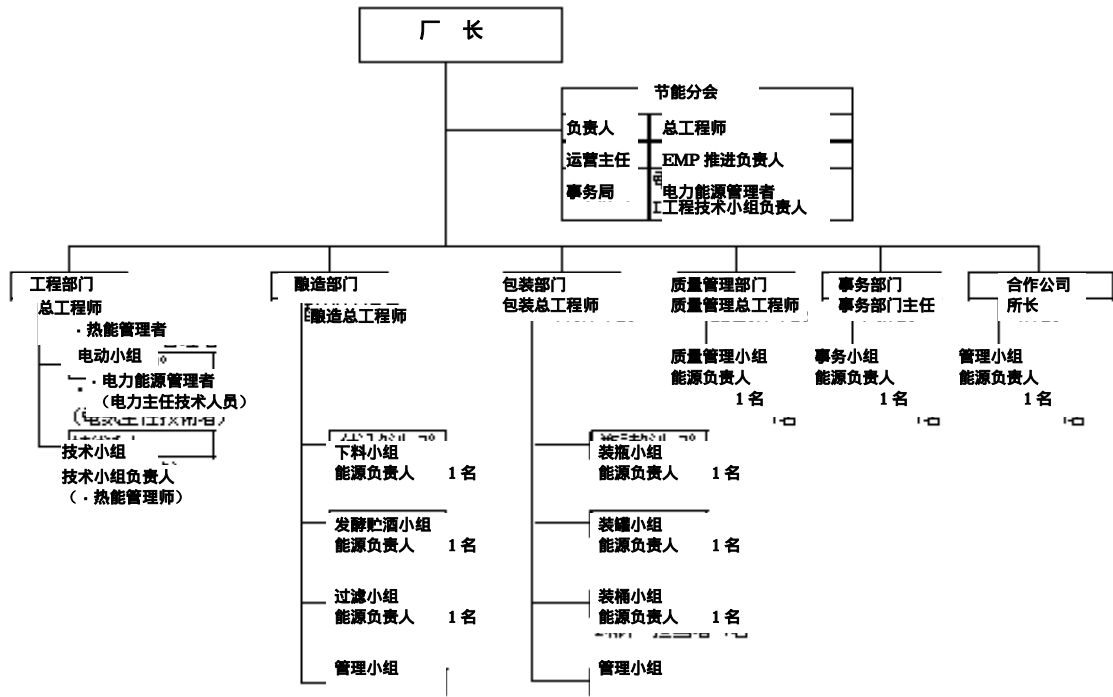 厂 长
节能分会
负责人 总工程师
运营主任 EMP 推进负责人
事务局 电力能源管理者
工程技术小组负责人
工程部门
总工程师
·热能管理者
电动小组
·电力能源管理者
（电力主任技术人员）
技术小组
技术小组负责人
（·热能管理师）
酿造部门
酿造总工程师
下料小组
能源负责人 1 名
发酵贮酒小组
能源负责人 1 名
过滤小组
能源负责人 1 名
管理小组
包装部门
包装总工程师
装瓶小组
能源负责人 1 名
装罐小组
能源负责人 1 名
装桶小组
能源负责人 1 名
管理小组
质量管理部门
质量管理总工程师
质量管理小组
能源负责人
1 名
事务部门
事务部门主任
事务小组
能源负责人
1 名
合作公司
所长
管理小组
能源负责人
1 名